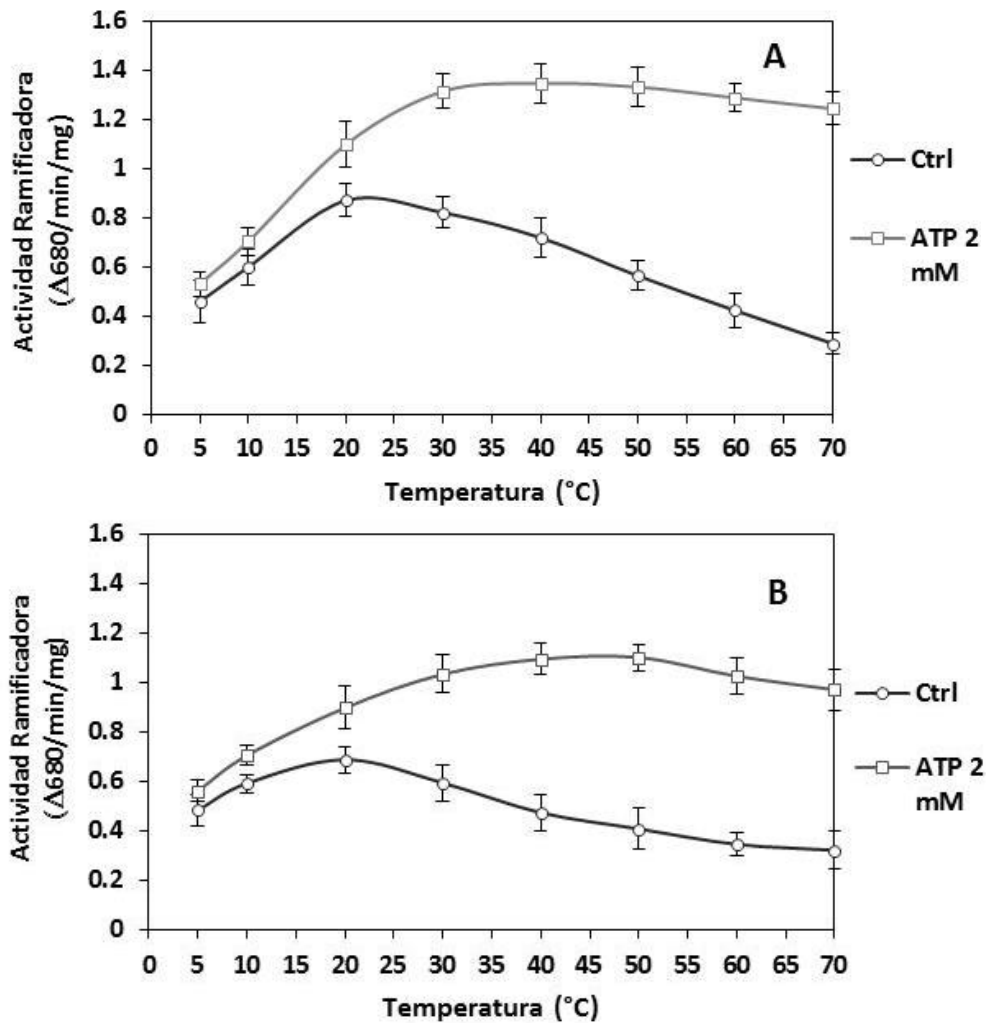 1.6
1.4
1.2
1
0.8
0.6
0.4
0.2
0
Actividad Ramificadora
(Δ680/min/mg)
A
Ctrl
ATP 2
mM
0 5 10 15 20 25 30 35 40 45 50 55 60 65 70
Temperatura (°C)
1.6
1.4
1.2
1
0.8
0.6
0.4
0.2
0
Actividad Ramificadora
(Δ680/min/mg)
B
Ctrl
ATP 2
mM
0 5 10 15 20 25 30 35 40 45 50 55 60 65 70
Temperatura (°C)